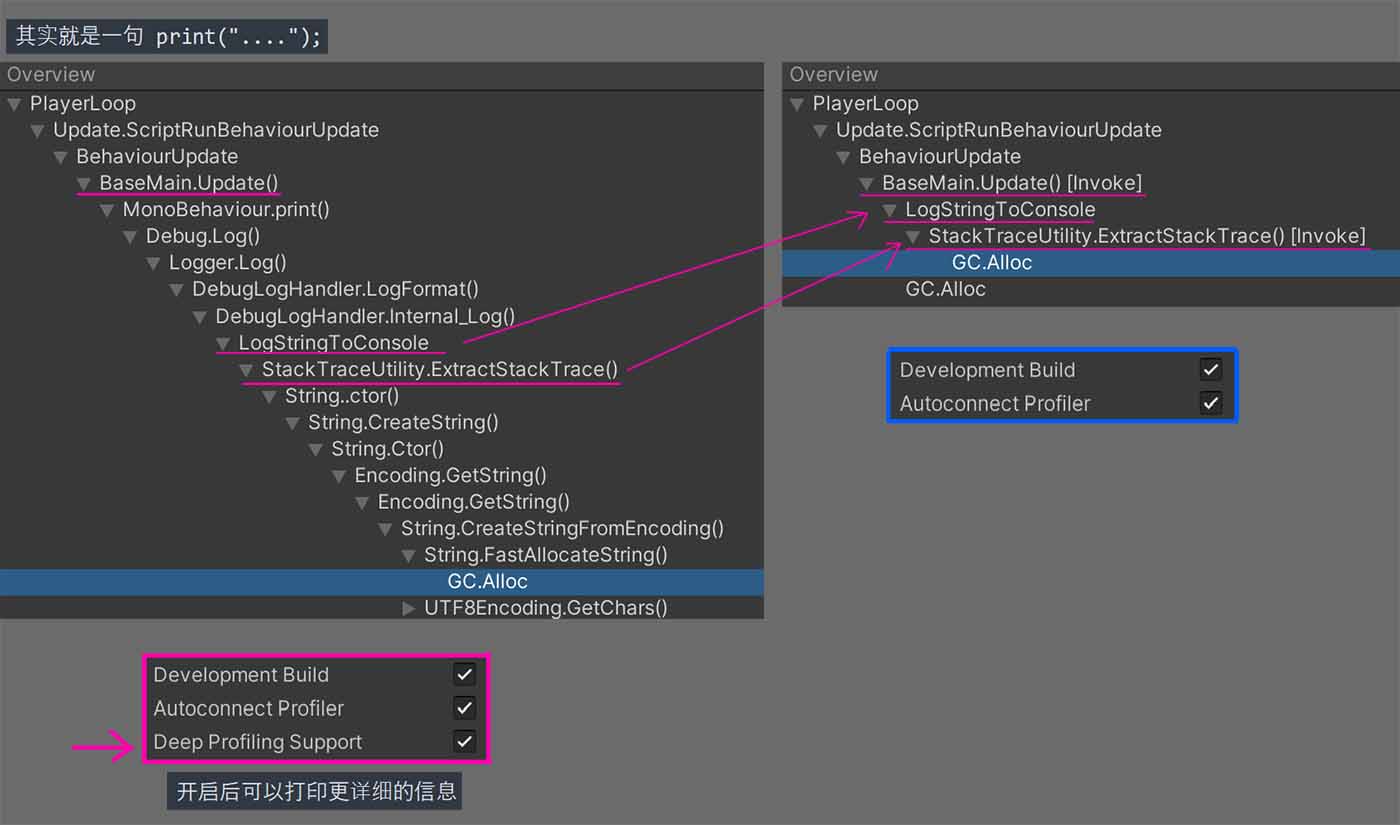 其实就是一句 print("....");
Overview
PlayerLoop
Update.ScriptRunBehaviourUpdate
BehaviourUpdate
BaseMain.Update()
MonoBehaviour.print()
Debug.Log()
Logger.Log()
DebugLogHandler.LogFormat()
DebugLogHandler.Internal_Log()
LogStringToConsole
StackTraceUtility.ExtractStackTrace()
String..ctor()
String.CreateString()
String.Ctor()
Encoding.GetString()
Encoding.GetString()
String.CreateStringFromEncoding()
String.FastAllocateString()
GC.Alloc
UTF8Encoding.GetChars()
Development Build
Autoconnect Profiler
Deep Profiling Support
开启后可以打印更详细的信息
Overview
PlayerLoop
Update.ScriptRunBehaviourUpdate
BehaviourUpdate
BaseMain.Update() [Invoke]
LogStringToConsole
StackTraceUtility.ExtractStackTrace() [Invoke]
GC.Alloc
GC.Alloc
Development Build
Autoconnect Profiler